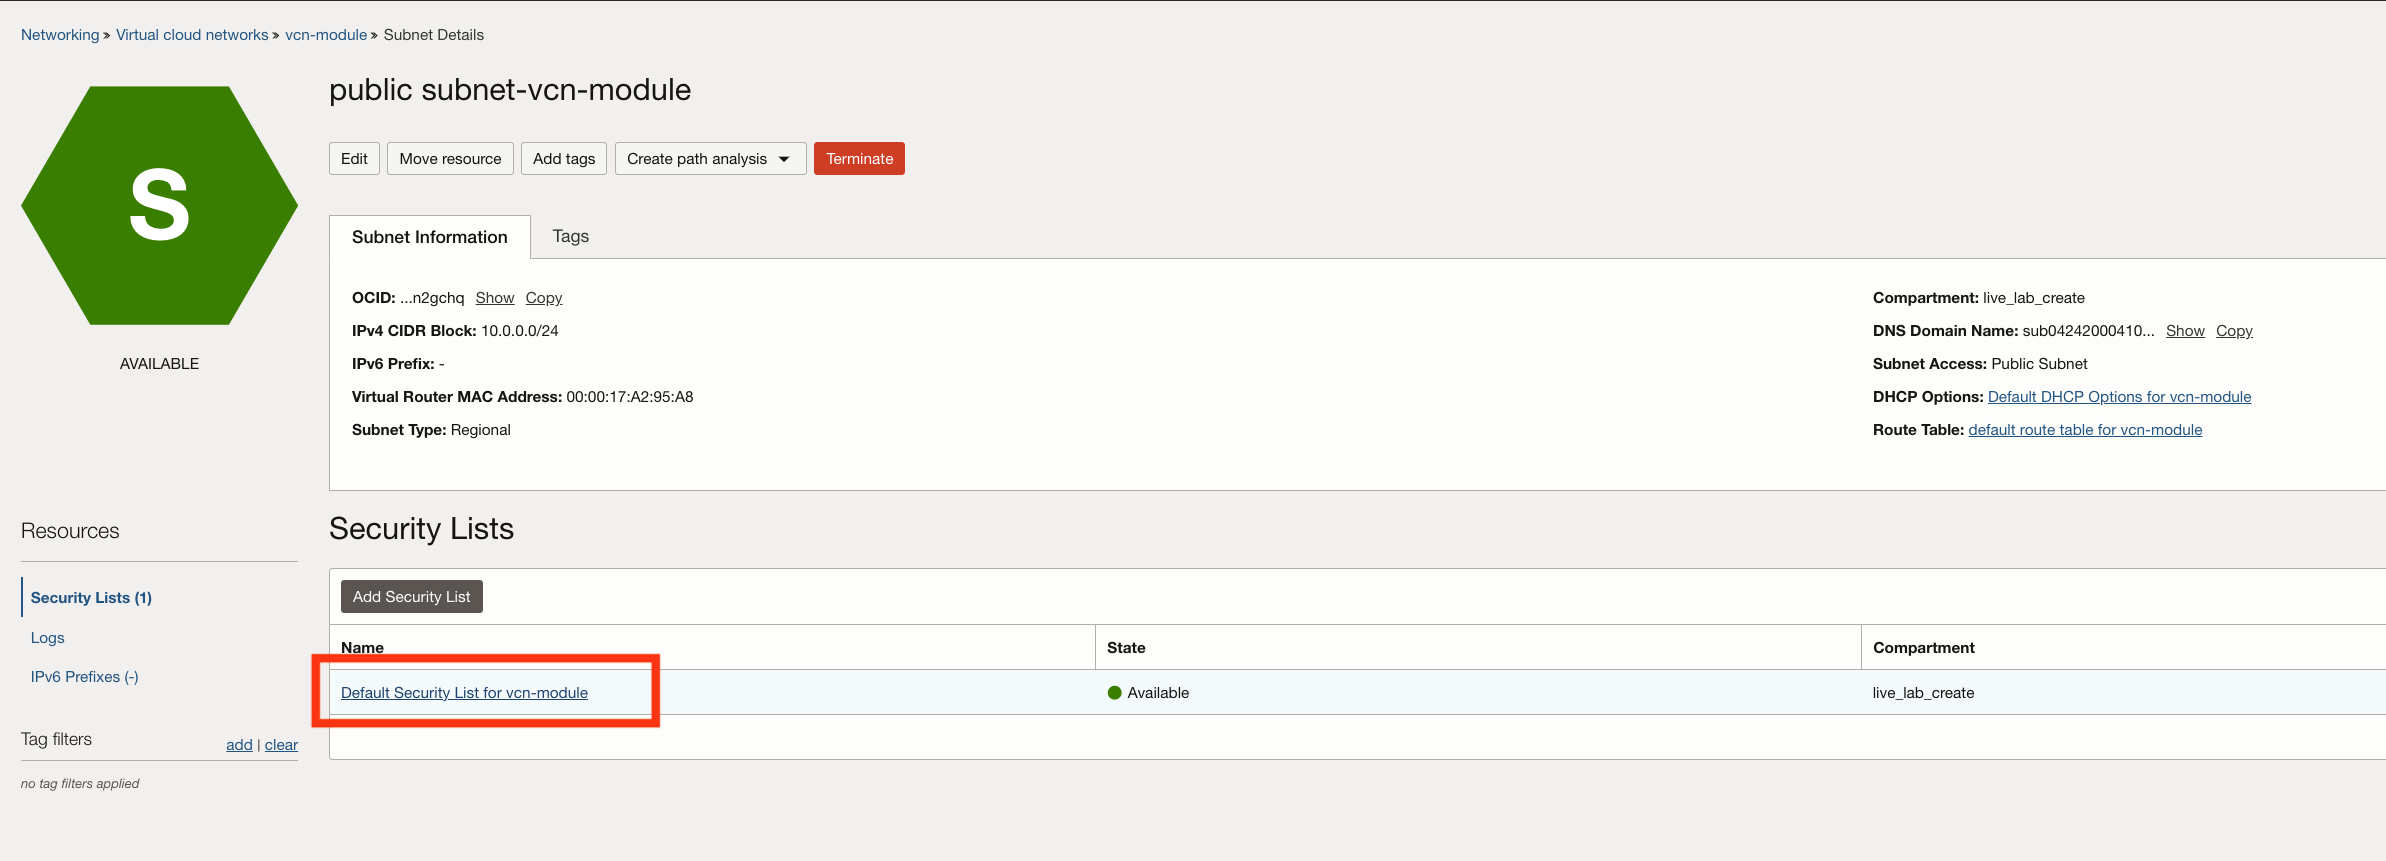 Networking » Virtual cloud networks » vcn-module » Subnet Details
S
AVAILABLE
public subnet-vcn-module
Edit
Move resource
Add tags
Create path analysis
Terminate
Subnet Information
Tags
OCID: ...n2gchq Show Copy
IPv4 CIDR Block: 10.0.0.0/24
IPv6 Prefix: -
Virtual Router MAC Address: 00:00:17:A2:95:A8
Subnet Type: Regional
Compartment: live_lab_create
DNS Domain Name: sub04242000410... Show Copy
Subnet Access: Public Subnet
DHCP Options: Default DHCP Options for vcn-module
Route Table: default route table for vcn-module
Resources
Security Lists (1)
Logs
IPv6 Prefixes (-)
Tag filters add | clear
no tag filters applied
Security Lists
Add Security List
Name State Compartment
Default Security List for vcn-module Available live_lab_create